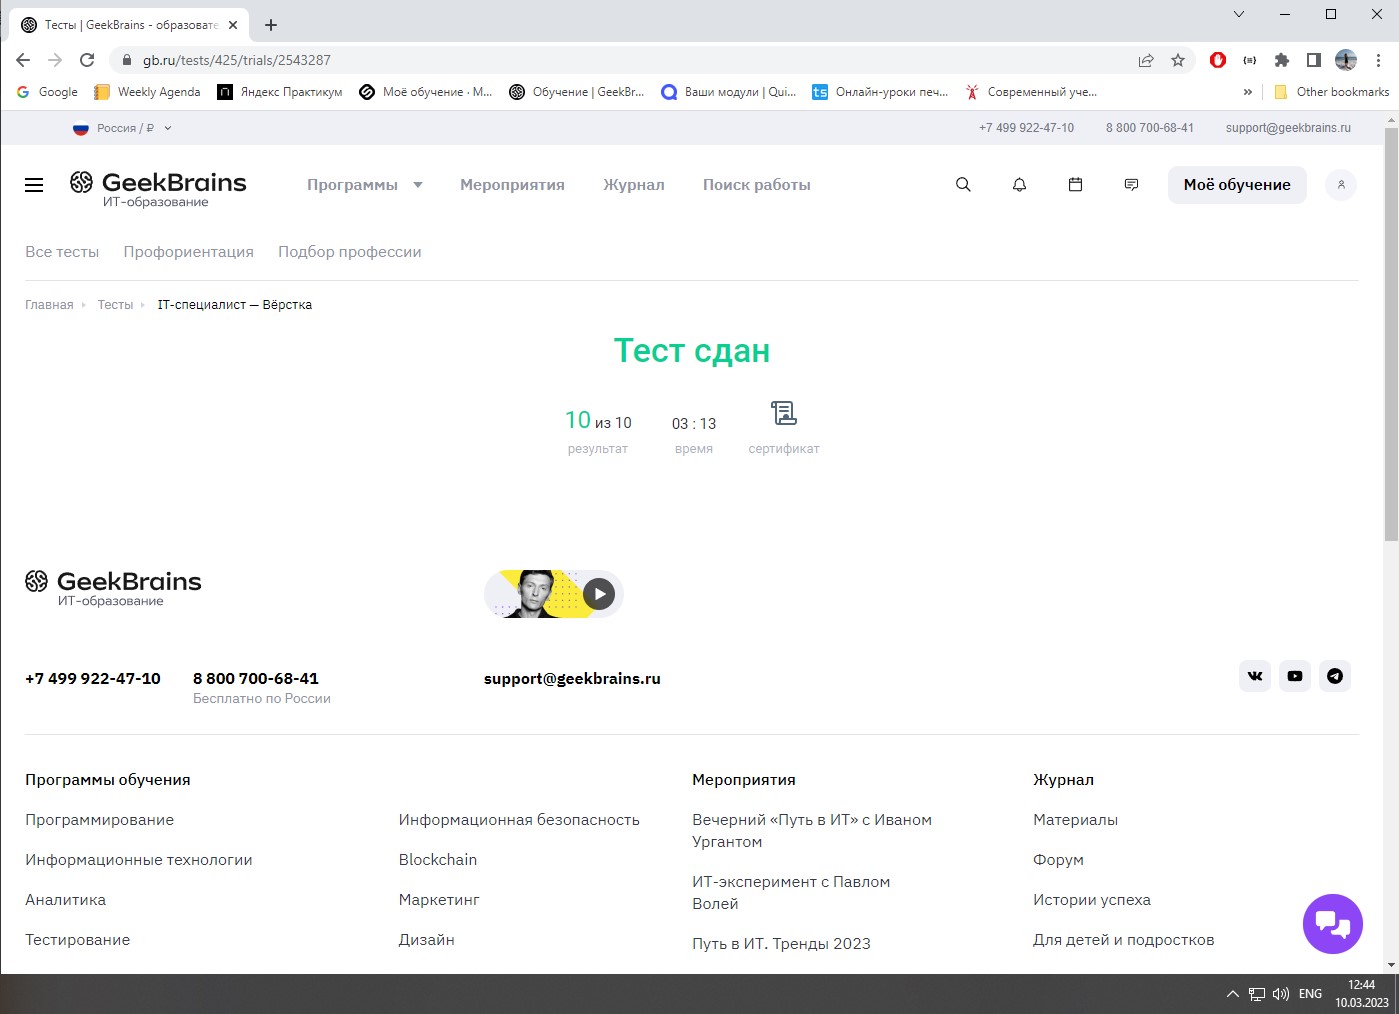 Тесты | GeekBrains - образовате
gb.ru/tests/425/trials/2543287
Google
Weekly Agenda
Яндекс Практикум
Моё обучение · М...
Обучение | GeekBr...
Ваши модули | Qui...
Онлайн-уроки печ...
Современный уче...
»
Other bookmarks
Россия / ₽
+7 499 922-47-10
8 800 700-68-41
support@geekbrains.ru
GeekBrains
ИТ-образование
Программы
Мероприятия
Журнал
Поиск работы
Моё обучение
Все тесты
Профориентация
Подбор профессии
Главная
Тесты
IT-специалист — Вёрстка
Тест сдан
10 из 10
03 : 13
результат
время
сертификат
GeekBrains
ИТ-образование
+7 499 922-47-10
8 800 700-68-41
Бесплатно по России
support@geekbrains.ru
Программы обучения
Программирование
Информационные технологии
Аналитика
Тестирование
Информационная безопасность
Blockchain
Маркетинг
Дизайн
Мероприятия
Вечерний «Путь в ИТ» с Иваном
Ургантом
ИТ-эксперимент с Павлом
Волей
Путь в ИТ. Тренды 2023
Журнал
Материалы
Форум
Истории успеха
Для детей и подростков
ENG
12:44
10.03.2023